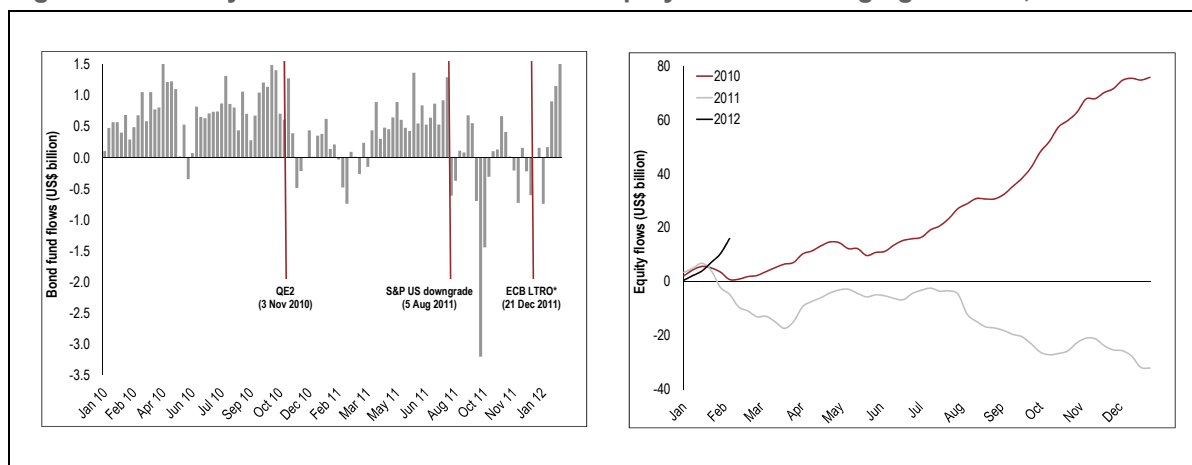 Bond fund flows (US$ billion)
1.5
1.0
0.5
0.0
-0.5
-1.0
-1.5
-2.0
-2.5
-3.0
-3.5
QE2
(3 Nov 2010)
S&P US downgrade
(5 Aug 2011)
ECB LTRO*
(21 Dec 2011)
Jan 10
Feb 10
Apr 10
Jun 10
Jul 10
Sep 10
Oct 10
Dec 10
Feb 11
Mar 11
May 11
Jun 11
Aug 11
Oct 11
Nov 11
Jan 12
Equity flows (US$ billion)
80
60
40
20
0
-20
-40
2010
2011
2012
Jan
Feb
Mar
Apr
May
Jun
Jul
Aug
Sep
Oct
Nov
Dec